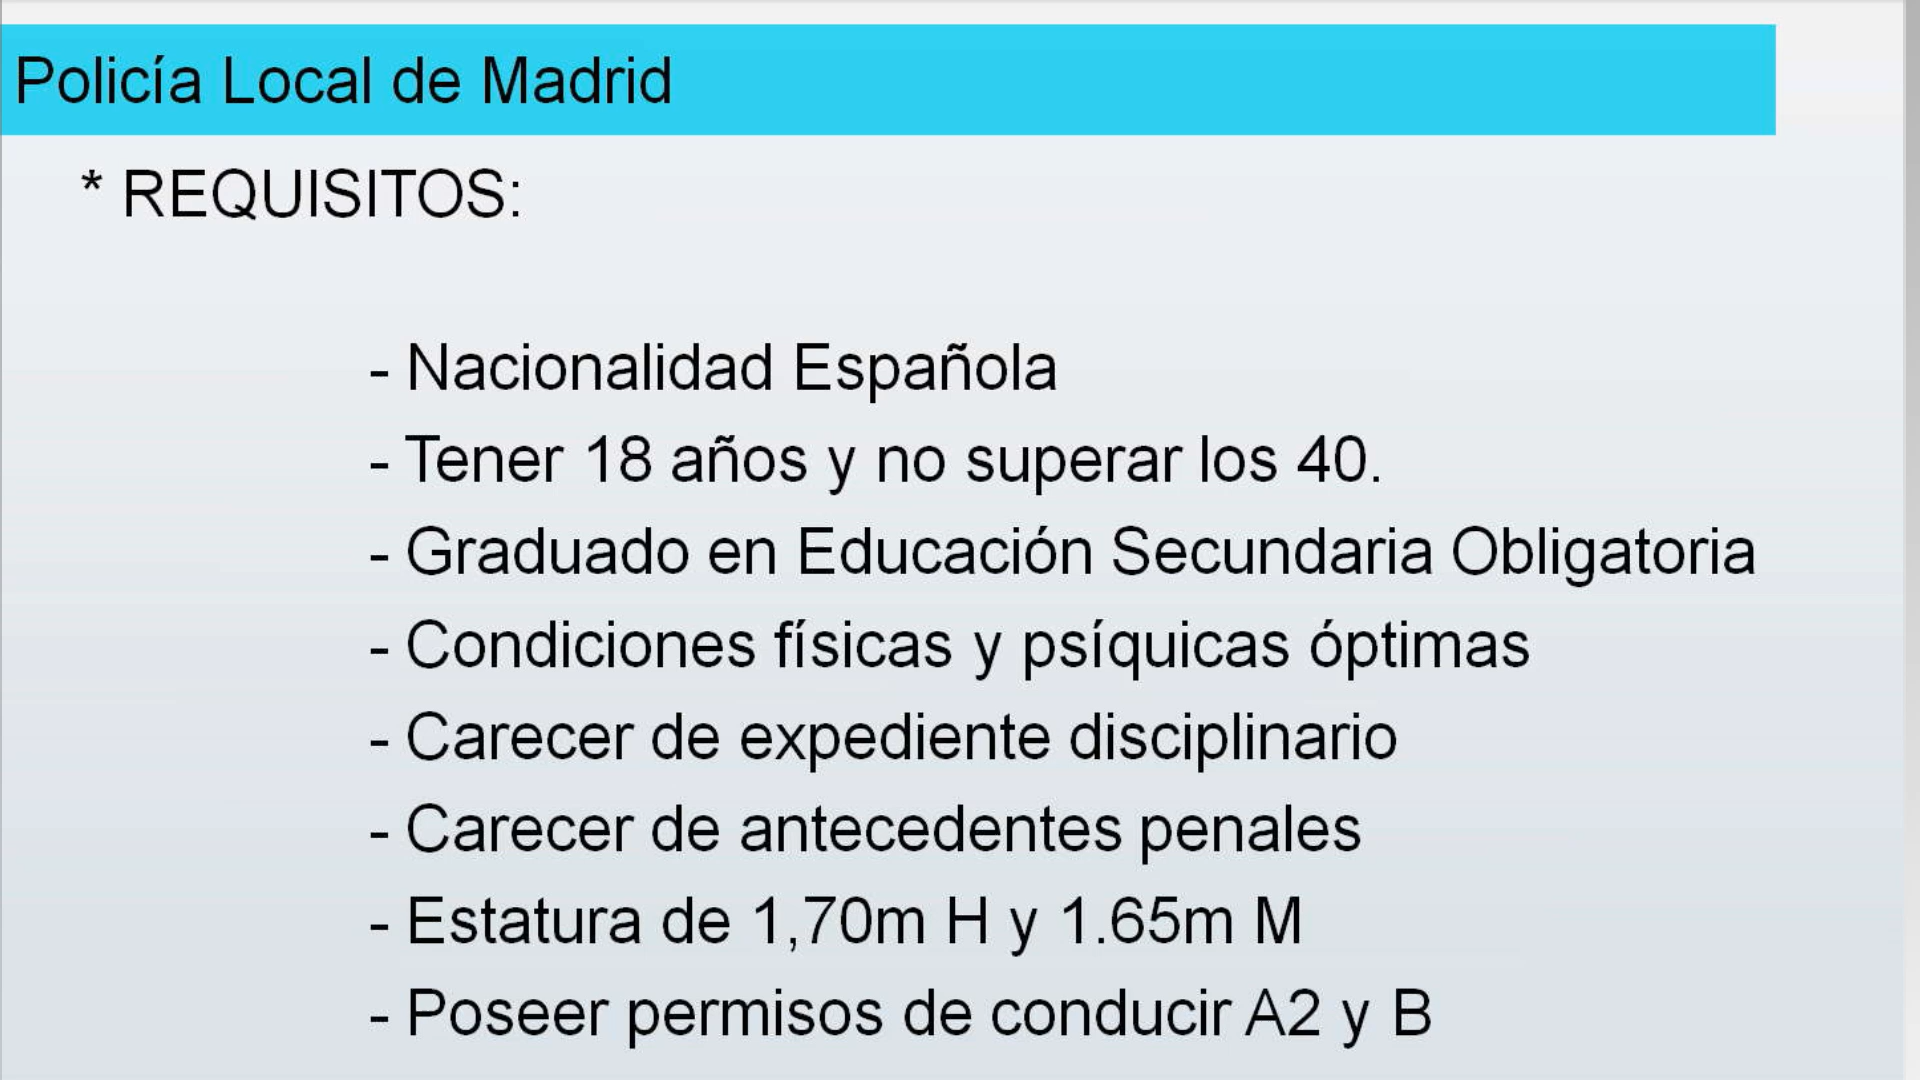 Policía Local de Madrid
* REQUISITOS:
- Nacionalidad Española
- Tener 18 años y no superar los 40.
- Graduado en Educación Secundaria Obligatoria
- Condiciones físicas y psíquicas óptimas
- Carecer de expediente disciplinario
- Carecer de antecedentes penales
- Estatura de 1,70m H y 1.65m M
- Poseer permisos de conducir A2 y B